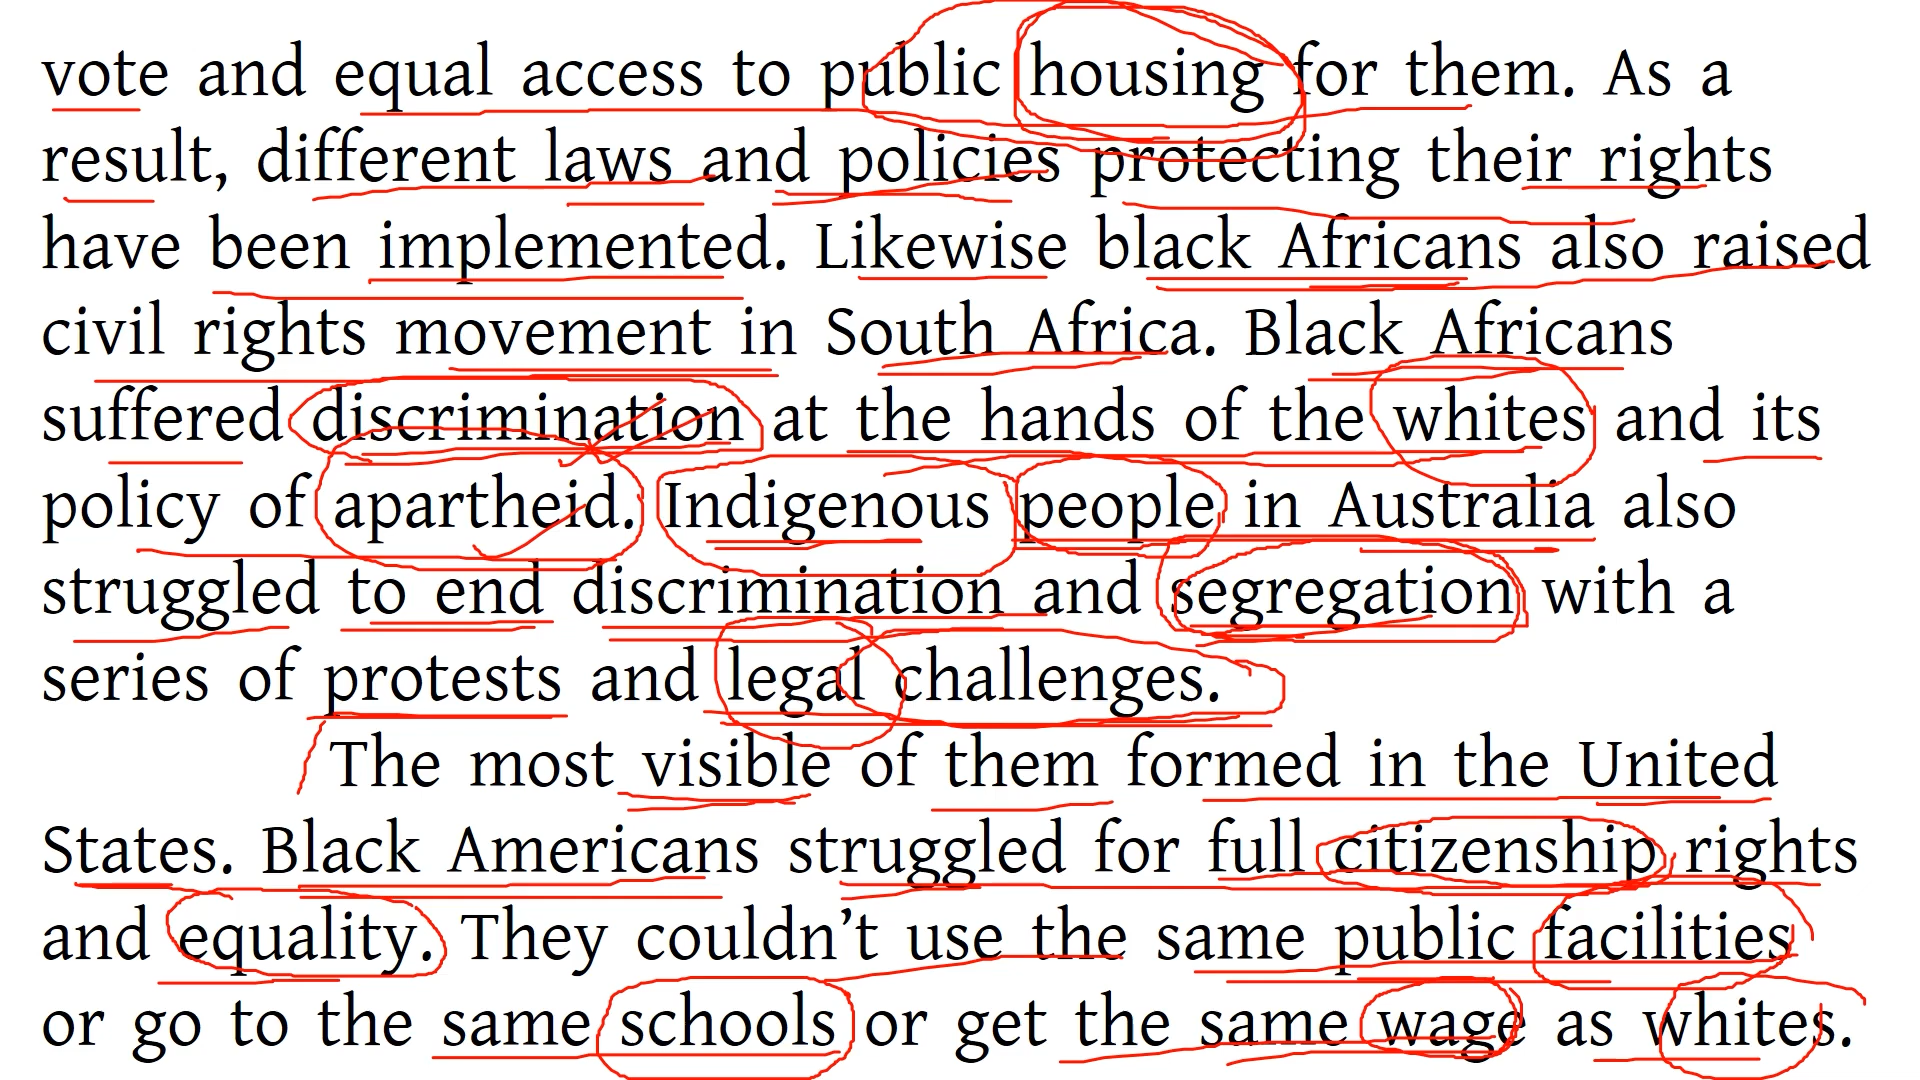 vote and equal access to public housing for them. As a
result, different laws and policies protecting their rights
have been implemented. Likewise black Africans also raised
civil rights movement in South Africa. Black Africans
suffered discrimination at the hands of the whites and its
policy of apartheid. Indigenous people in Australia also
struggled to end discrimination and segregation with a
series of protests and legal challenges.
The most visible of them formed in the United
States. Black Americans struggled for full citizenship rights
and equality. They couldn’t use the same public facilities
or go to the same schools or get the same wage as whites.